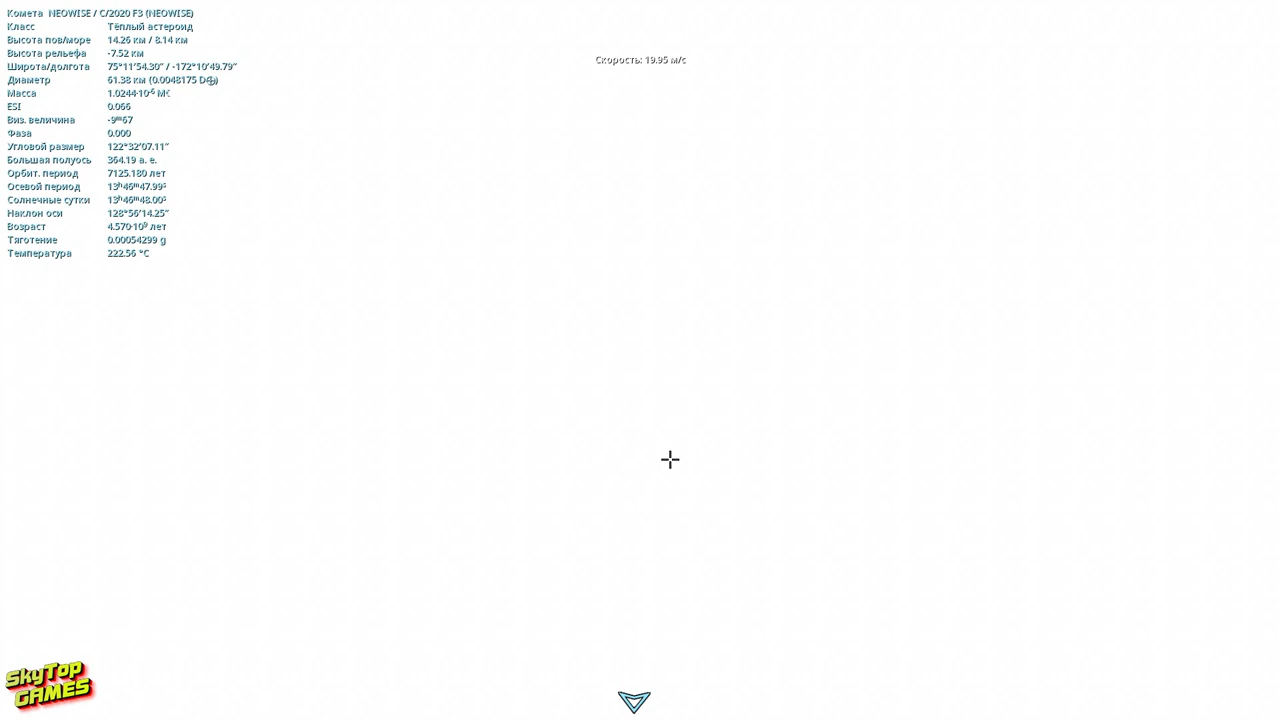 Комета NEOWISE / C/2020 F3 (NEOWISE)
Класс Тёплый астероид
Высота пов/море 14.26 км / 8.14 км
Высота рельефа -7.52 км
Широта/долгота 75°11'54.30" / -172°10'49.79"
Диаметр 61.38 км (0.0048175 D⊕)
Масса 1.0244·10⁻⁶ M☾
ESI 0.066
Виз. величина -9ᵐ67
Фаза 0.000
Угловой размер 122°32'07.11"
Большая полуось 364.19 а. е.
Орбит. период 7125.180 лет
Осевой период 13ʰ46ᵐ47.99ˢ
Солнечные сутки 13ʰ46ᵐ48.00ˢ
Наклон оси 128°56'14.25"
Возраст 4.570·10⁹ лет
Тяготение 0.00054299 g
Температура 222.56 °C
Скорость: 19.95 м/с
SkyTop
GAMES